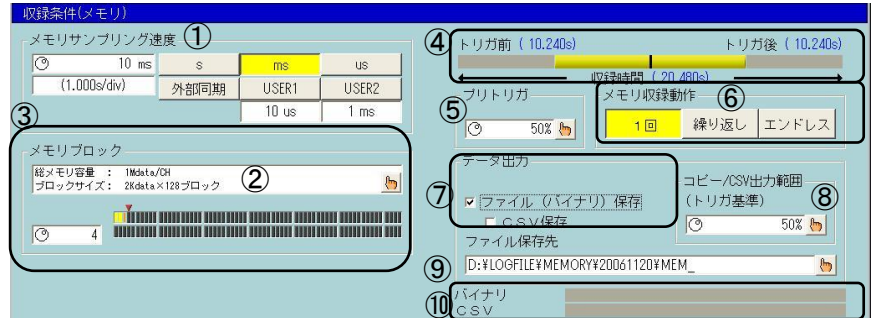 収録条件(メモリ)
メモリサンプリング速度 ①
10 ms s ms us
(1.000s/div) 外部同期 USER1 USER2
10 us 1 ms
③
メモリブロック
総メモリ容量 : 1Mdata/CH
ブロックサイズ: 2Kdata×128ブロック ②
4
④ トリガ前 ( 10.240s) トリガ後 ( 10.240s)
収録時間 ( 20.480s)
⑤ プリトリガ
50%
メモリ収録動作 ⑥
1回 繰り返し エンドレス
データ出力
⑦ ファイル (バイナリ) 保存
CSV保存
コピー/CSV出力範囲
(トリガ基準) ⑧
50%
ファイル保存先
⑨ D:¥LOGFILE¥MEMORY¥20061120¥MEM_
⑩ バイナリ
CSV